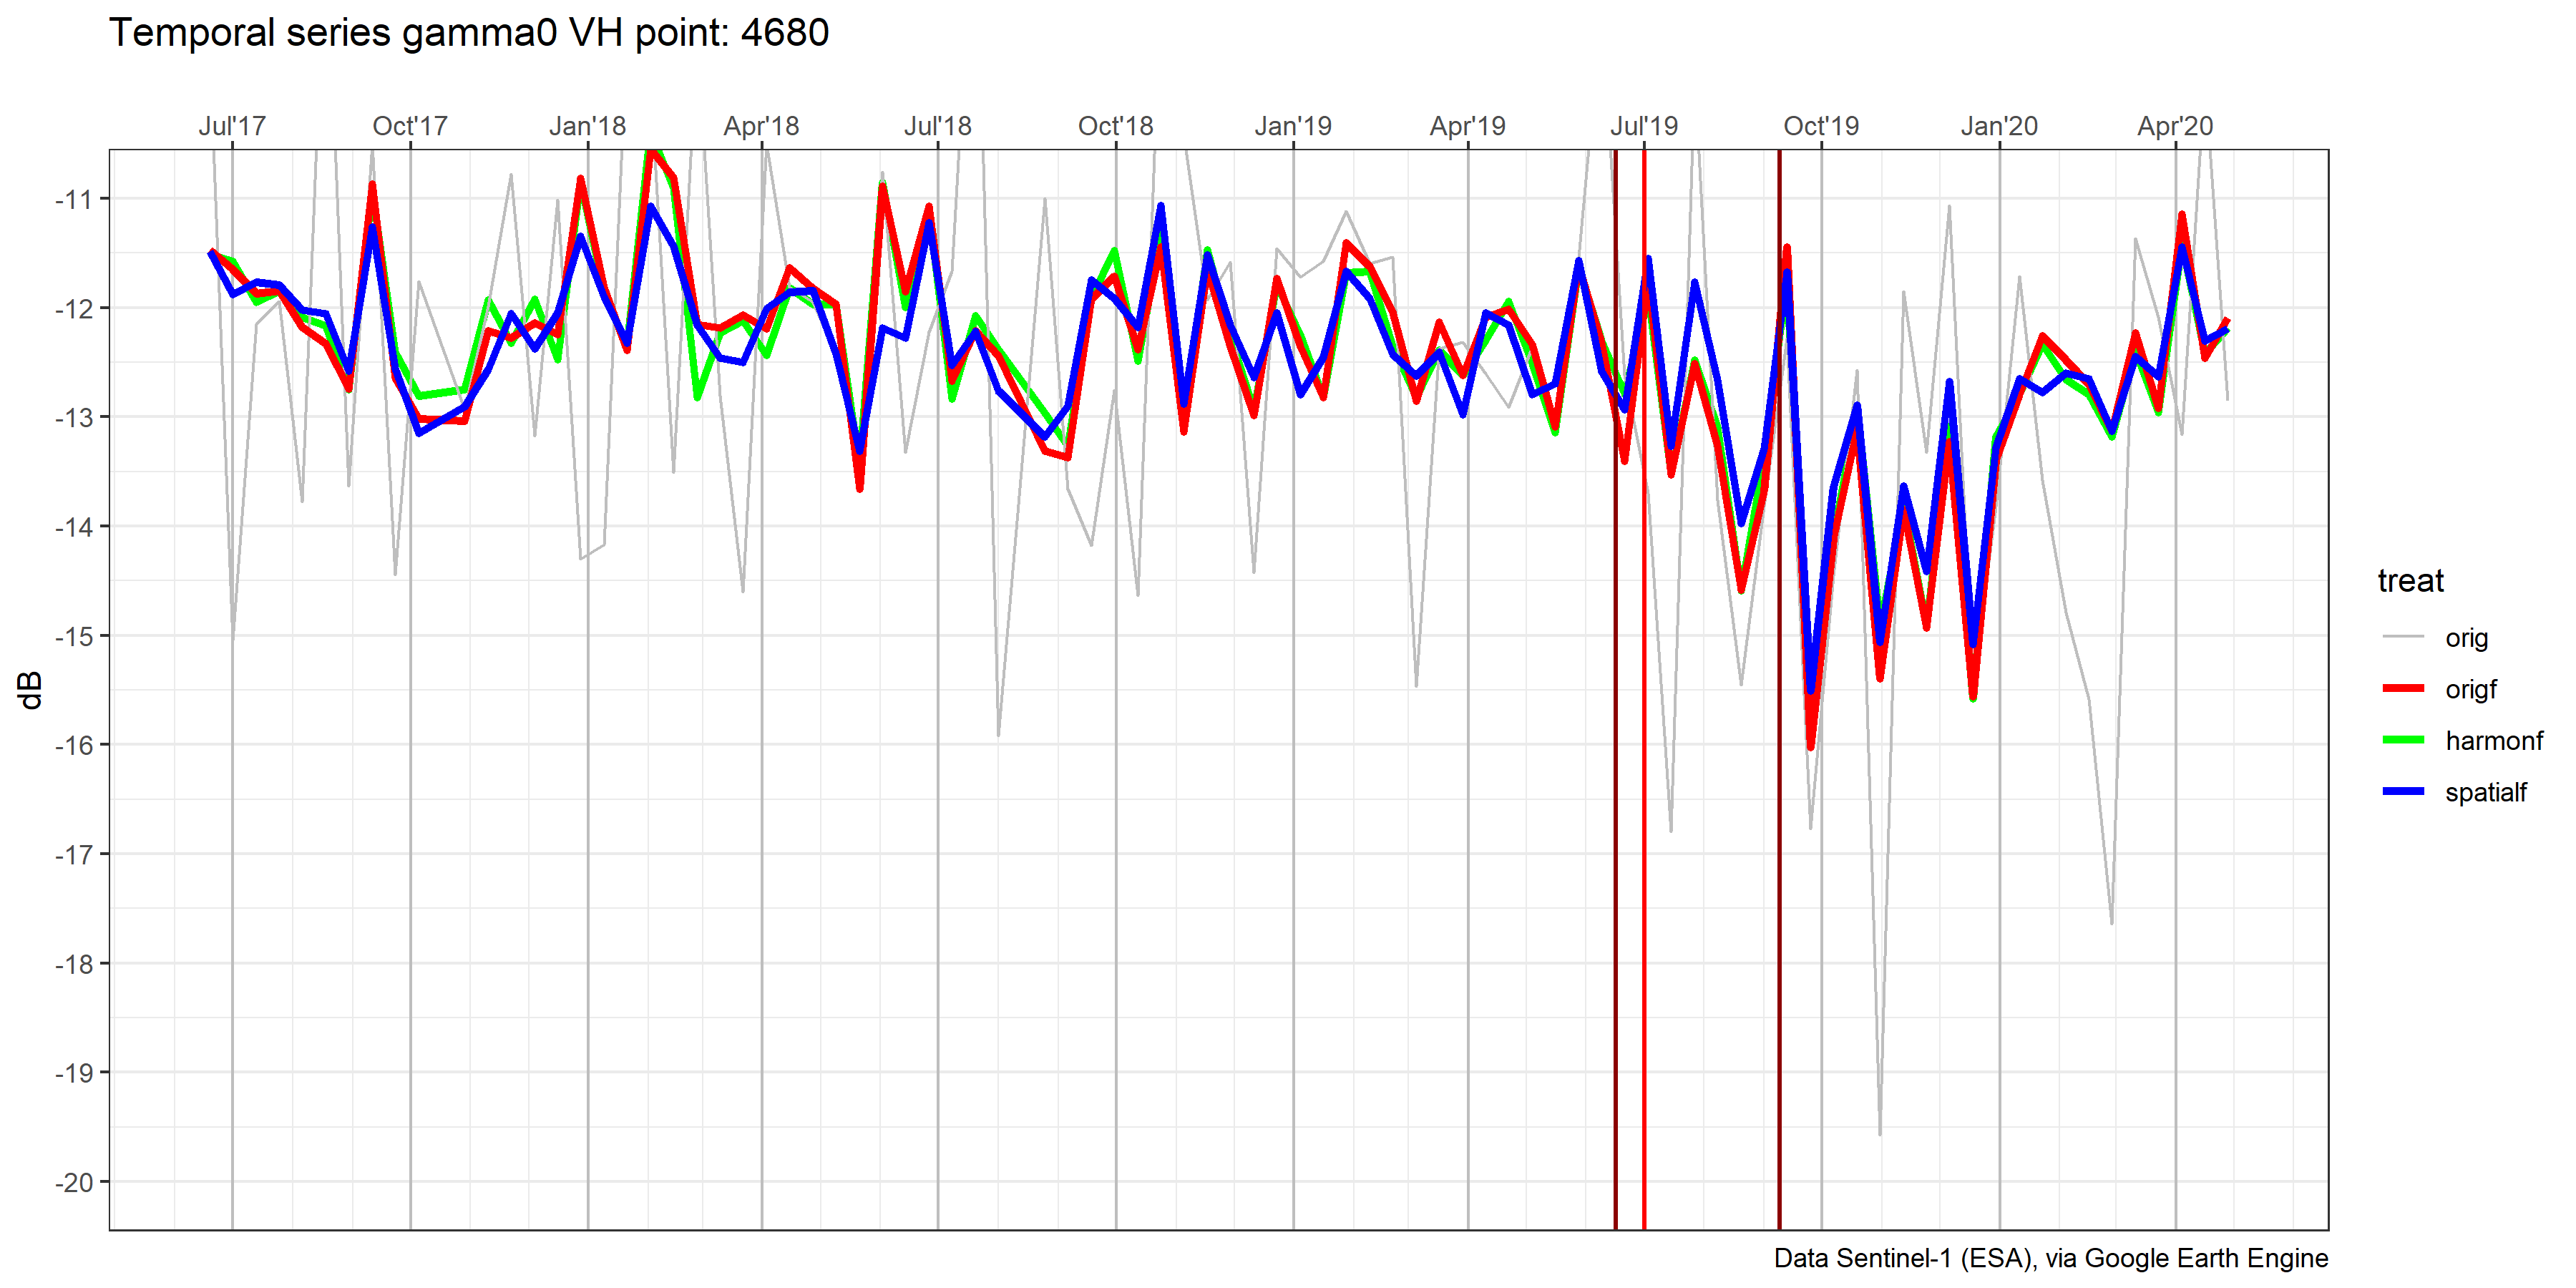 Temporal series gamma0 VH point: 4680
Jul'17 Oct'17 Jan'18 Apr'18 Jul'18 Oct'18 Jan'19 Apr'19 Jul'19 Oct'19 Jan'20 Apr'20
-11
-12
-13
-14
-15
-16
-17
-18
-19
-20
dB
treat
orig
origf
harmonf
spatialf
Data Sentinel-1 (ESA), via Google Earth Engine